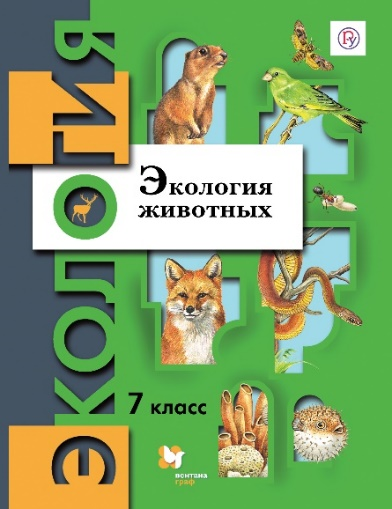 ЭКОЛОГИЯ
Экология
животных
7 класс
вентана
граф